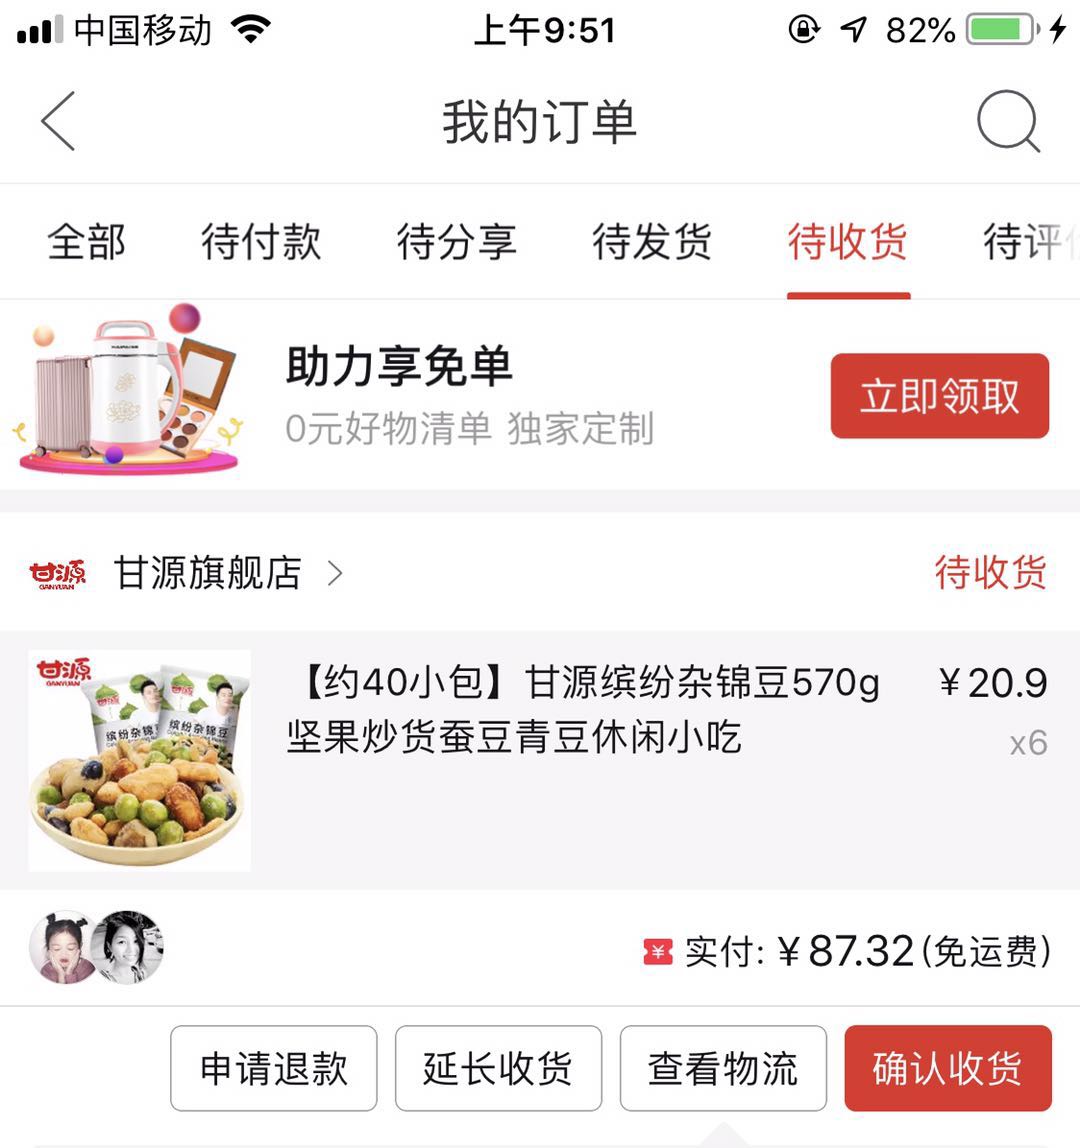 中国移动
上午9:51
82%
我的订单
全部 待付款 待分享 待发货 待收货 待评
助力享免单
0元好物清单 独家定制
立即领取
甘源
GANYUAN
甘源旗舰店
待收货
甘源
GANYUAN
缤纷杂锦豆
缤纷杂锦豆
【约40小包】甘源缤纷杂锦豆570g
坚果炒货蚕豆青豆休闲小吃
¥20.9
x6
¥ 实付: ¥87.32(免运费)
申请退款 延长收货 查看物流 确认收货